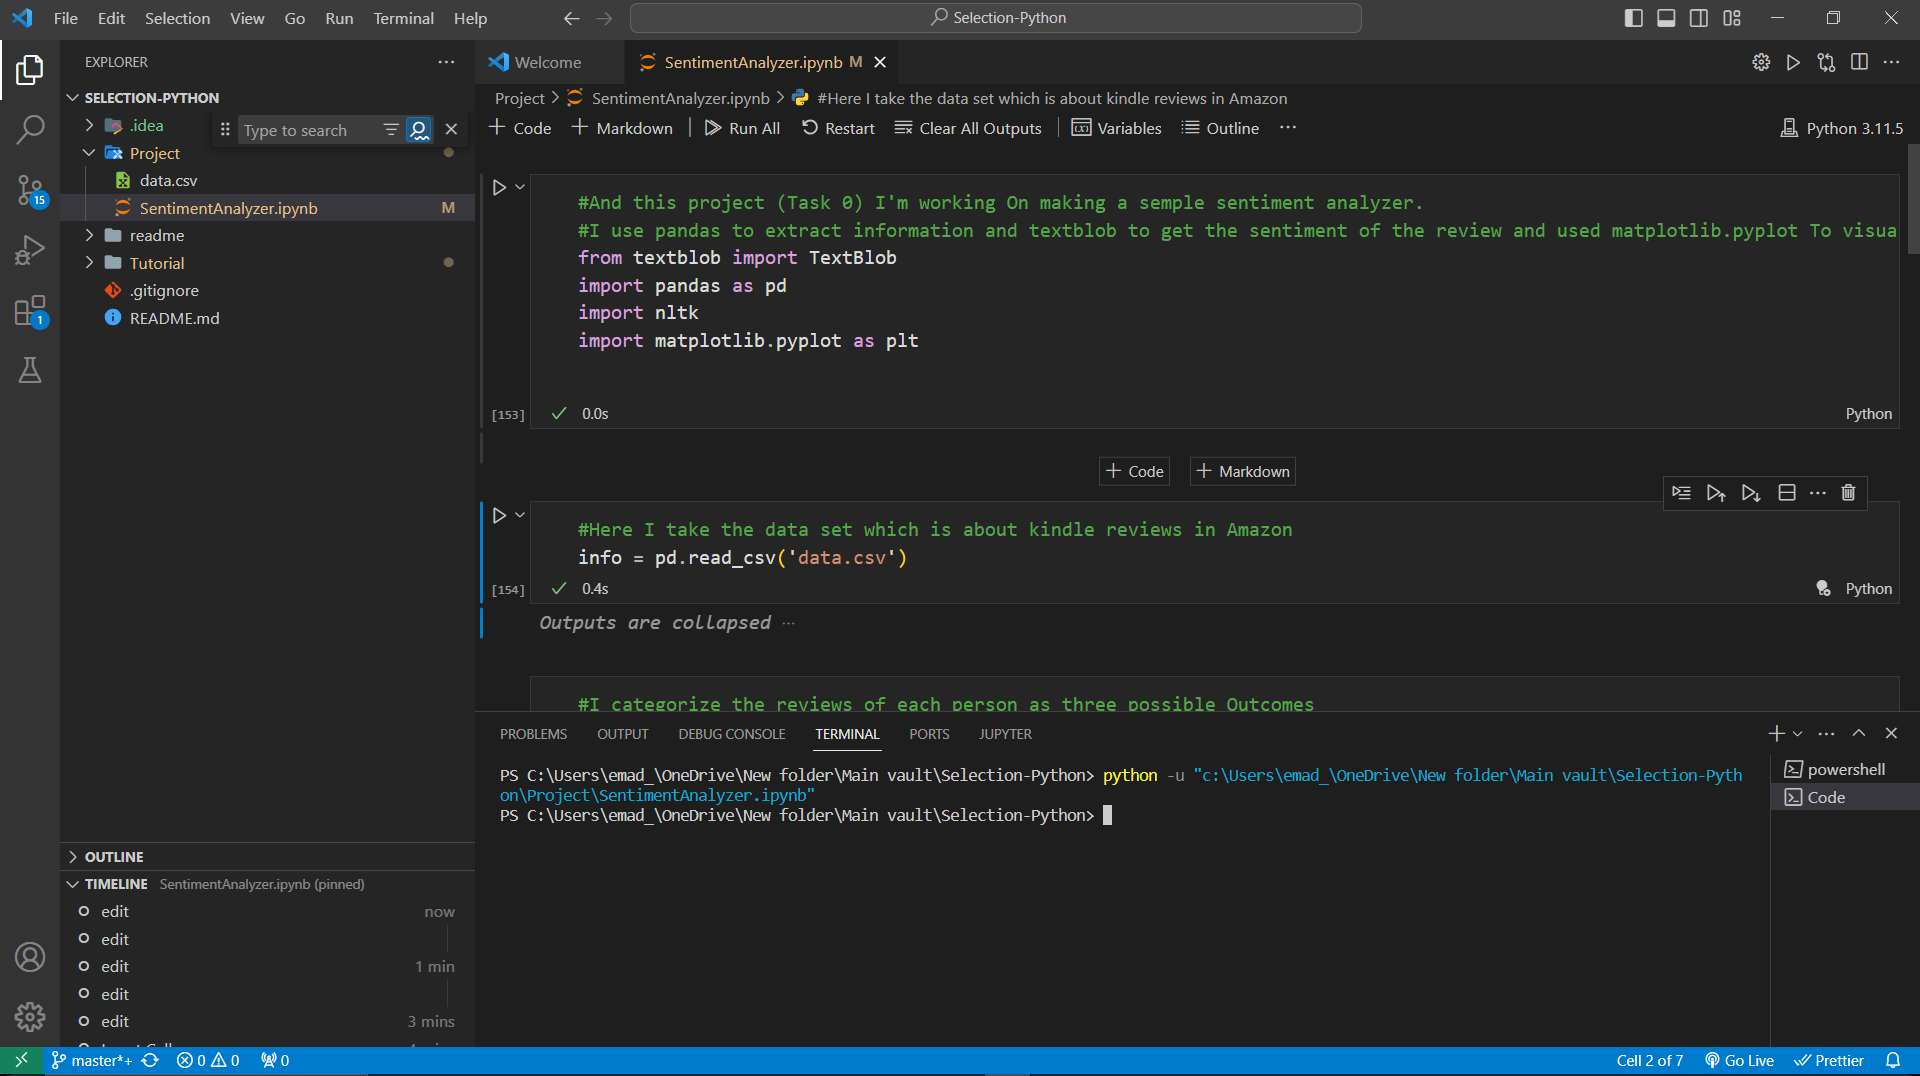 File Edit Selection View Go Run Terminal Help
Selection-Python
EXPLORER
SELECTION-PYTHON
.idea
Type to search
Project
data.csv
SentimentAnalyzer.ipynb M
readme
Tutorial
.gitignore
README.md
15
1
OUTLINE
TIMELINE SentimentAnalyzer.ipynb (pinned)
edit now
edit
edit 1 min
edit
edit 3 mins
Welcome
SentimentAnalyzer.ipynb M
Project > SentimentAnalyzer.ipynb > #Here I take the data set which is about kindle reviews in Amazon
+ Code + Markdown | Run All Restart Clear All Outputs | Variables Outline ...
Python 3.11.5
#And this project (Task 0) I'm working On making a semple sentiment analyzer.
#I use pandas to extract information and textblob to get the sentiment of the review and used matplotlib.pyplot To visua
from textblob import TextBlob
import pandas as pd
import nltk
import matplotlib.pyplot as plt
[153] 0.0s Python
+ Code + Markdown
#Here I take the data set which is about kindle reviews in Amazon
info = pd.read_csv('data.csv')
[154] 0.4s Python
Outputs are collapsed ...
#I categorize the reviews of each person as three possible Outcomes
PROBLEMS OUTPUT DEBUG CONSOLE TERMINAL PORTS JUPYTER
PS C:\Users\emad_\OneDrive\New folder\Main vault\Selection-Python> python -u "c:\Users\emad_\OneDrive\New folder\Main vault\Selection-Pyth
on\Project\SentimentAnalyzer.ipynb"
PS C:\Users\emad_\OneDrive\New folder\Main vault\Selection-Python>
powershell
Code
master*+ 0 0 0
Cell 2 of 7 Go Live Prettier